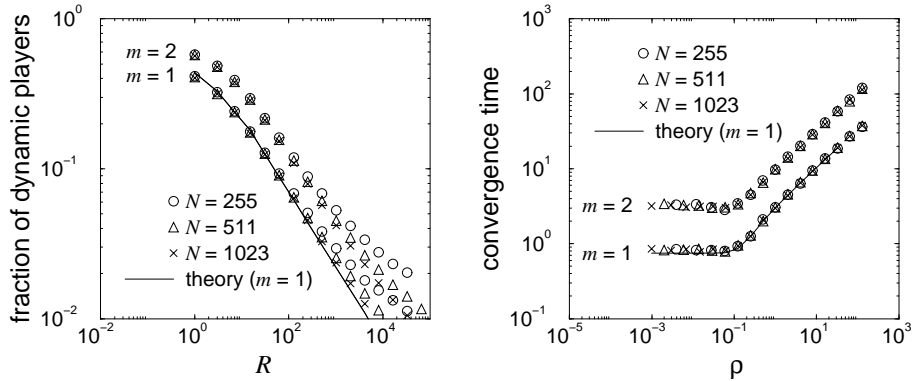 fraction of dynamic players
10^0
10^-1
10^-2
m = 2
m = 1
N = 255
N = 511
N = 1023
theory (m = 1)
10^-2
10^0
10^2
10^4
R
convergence time
10^3
10^2
10^1
10^0
10^-1
N = 255
N = 511
N = 1023
theory (m = 1)
m = 2
m = 1
10^-5
10^-3
10^-1
10^1
10^3
ρ